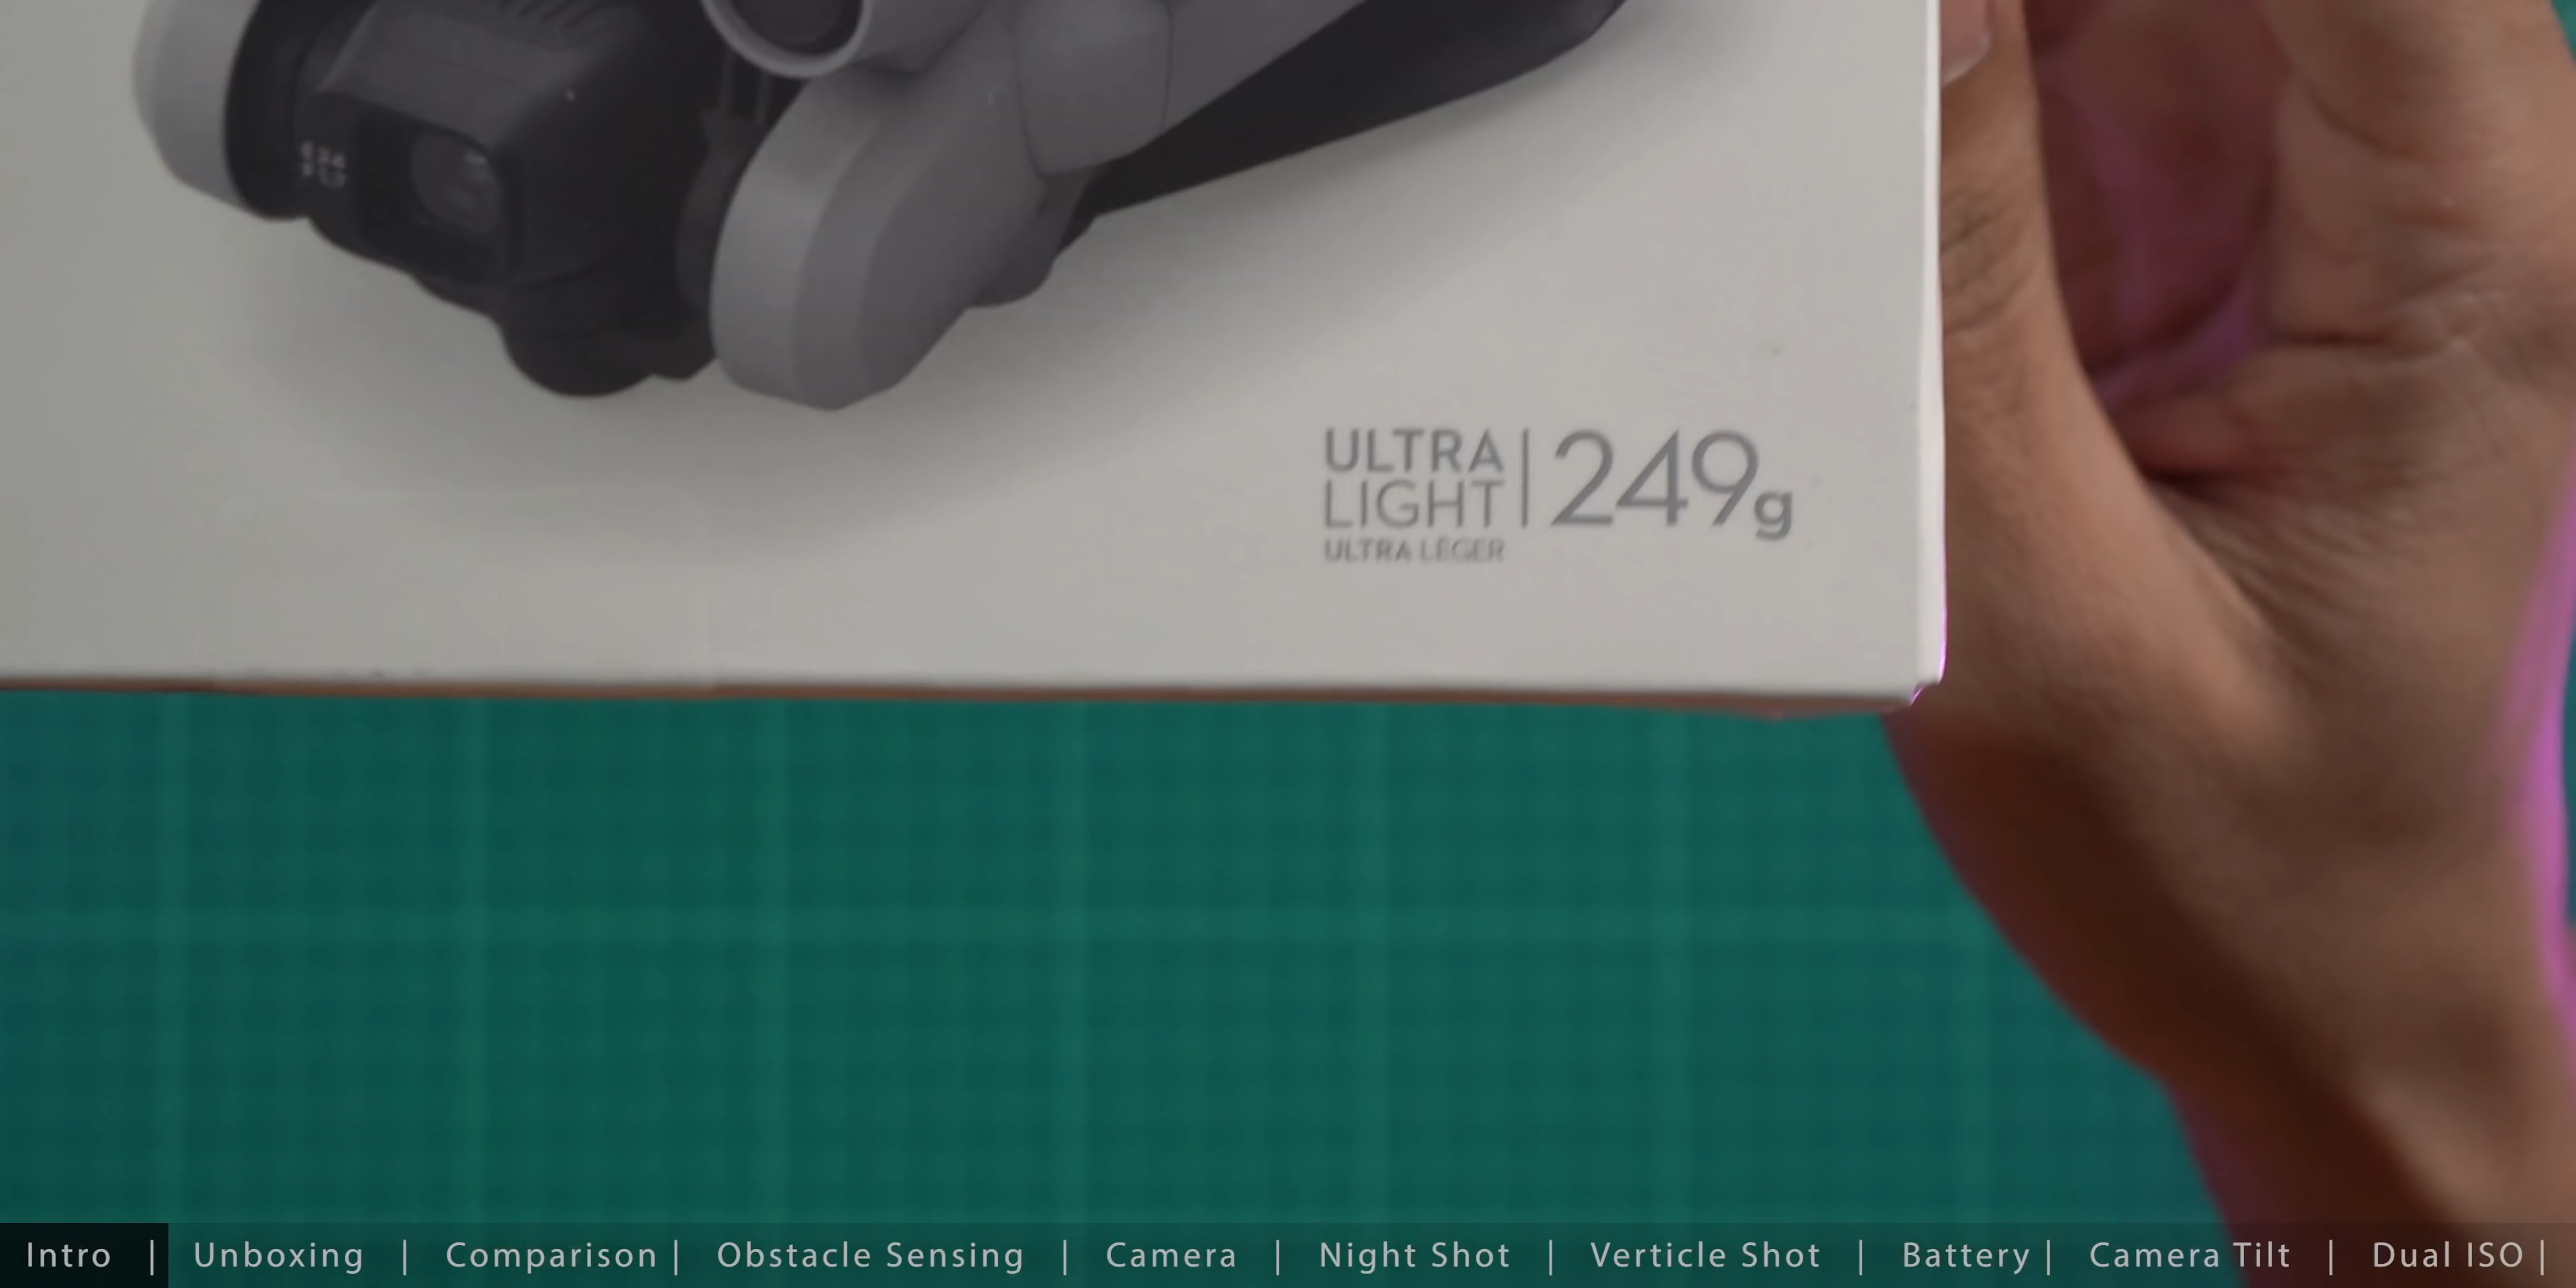 ULTRA
LIGHT
ULTRA LÉGER
249g
Intro | Unboxing | Comparison | Obstacle Sensing | Camera | Night Shot | Verticle Shot | Battery | Camera Tilt | Dual ISO |